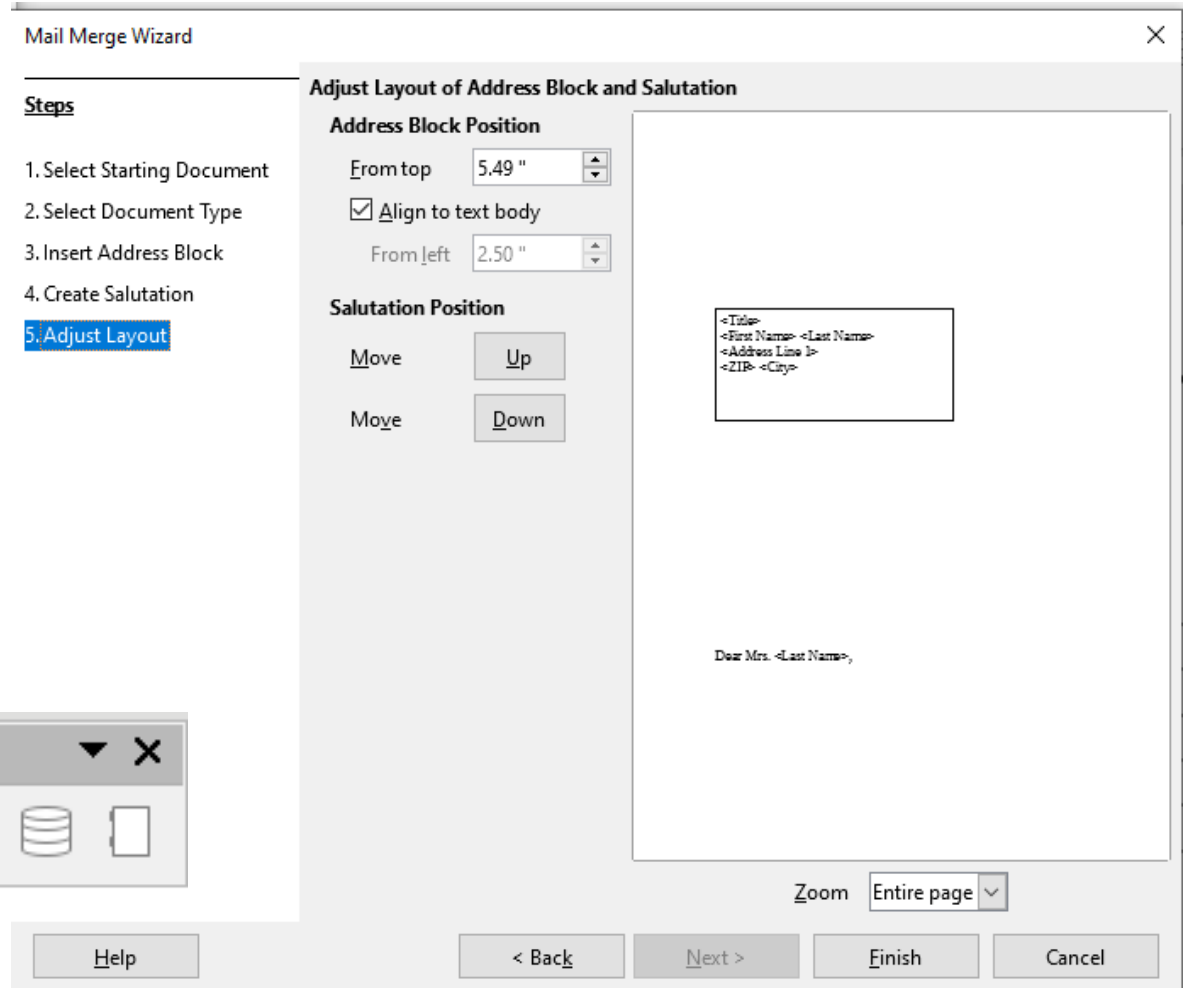 Mail Merge Wizard
Steps
1. Select Starting Document
2. Select Document Type
3. Insert Address Block
4. Create Salutation
5. Adjust Layout
Adjust Layout of Address Block and Salutation
Address Block Position
From top 5.49 "
Align to text body
From left 2.50 "
Salutation Position
Move Up
Move Down
<Title>
<First Name> <Last Name>
<Address Line 1>
<ZIP> <City>
Dear Mrs. <Last Name>,
Zoom Entire page
Help < Back Next > Finish Cancel